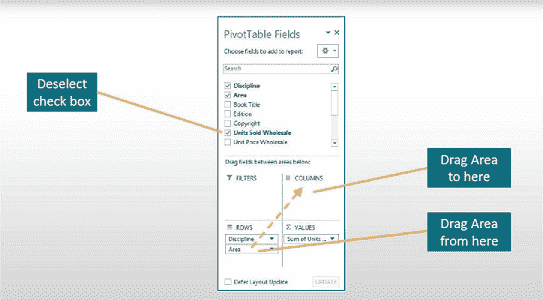 PivotTable Fields
Choose fields to add to report:
Search
Discipline
Area
Book Title
Edition
Copyright
Units Sold Wholesale
Unit Price Wholesale
Deselect
check box
Drag fields between areas below:
FILTERS
COLUMNS
Drag Area
to here
ROWS
Σ VALUES
Discipline
Sum of Units ...
Area
Drag Area
from here
Defer Layout Update
UPDATE